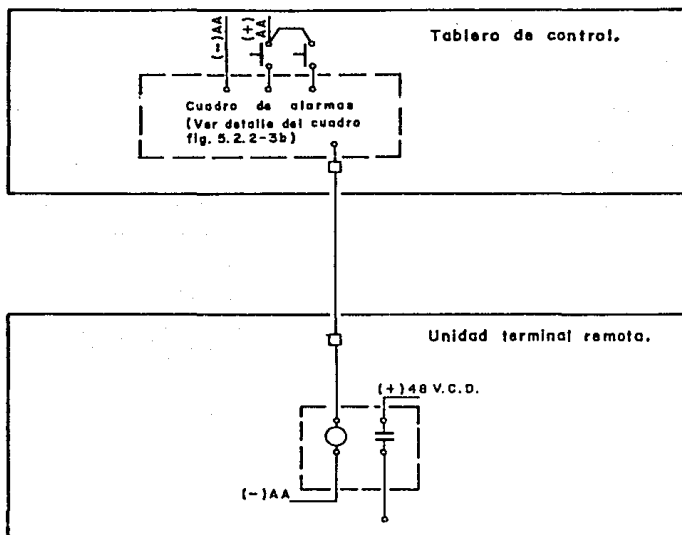 Tablero de control.
(-)AA
(+)
AA
Cuadro de alarmas
(Ver detalle del cuadro
fig. 5.2.2-3b)
Unidad terminal remota.
(+)48 V.C.D.
(-)AA